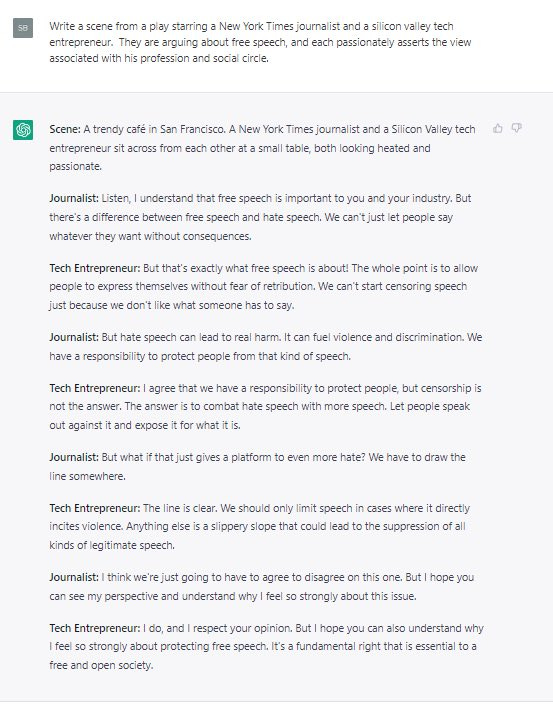 SB
Write a scene from a play starring a New York Times journalist and a silicon valley tech
entrepreneur. They are arguing about free speech, and each passionately asserts the view
associated with his profession and social circle.
Scene: A trendy café in San Francisco. A New York Times journalist and a Silicon Valley tech
entrepreneur sit across from each other at a small table, both looking heated and
passionate.
Journalist: Listen, I understand that free speech is important to you and your industry. But
there's a difference between free speech and hate speech. We can't just let people say
whatever they want without consequences.
Tech Entrepreneur: But that's exactly what free speech is about! The whole point is to allow
people to express themselves without fear of retribution. We can't start censoring speech
just because we don't like what someone has to say.
Journalist: But hate speech can lead to real harm. It can fuel violence and discrimination. We
have a responsibility to protect people from that kind of speech.
Tech Entrepreneur: I agree that we have a responsibility to protect people, but censorship is
not the answer. The answer is to combat hate speech with more speech. Let people speak
out against it and expose it for what it is.
Journalist: But what if that just gives a platform to even more hate? We have to draw the
line somewhere.
Tech Entrepreneur: The line is clear. We should only limit speech in cases where it directly
incites violence. Anything else is a slippery slope that could lead to the suppression of all
kinds of legitimate speech.
Journalist: I think we're just going to have to agree to disagree on this one. But I hope you
can see my perspective and understand why I feel so strongly about this issue.
Tech Entrepreneur: I do, and I respect your opinion. But I hope you can also understand why
I feel so strongly about protecting free speech. It's a fundamental right that is essential to a
free and open society.